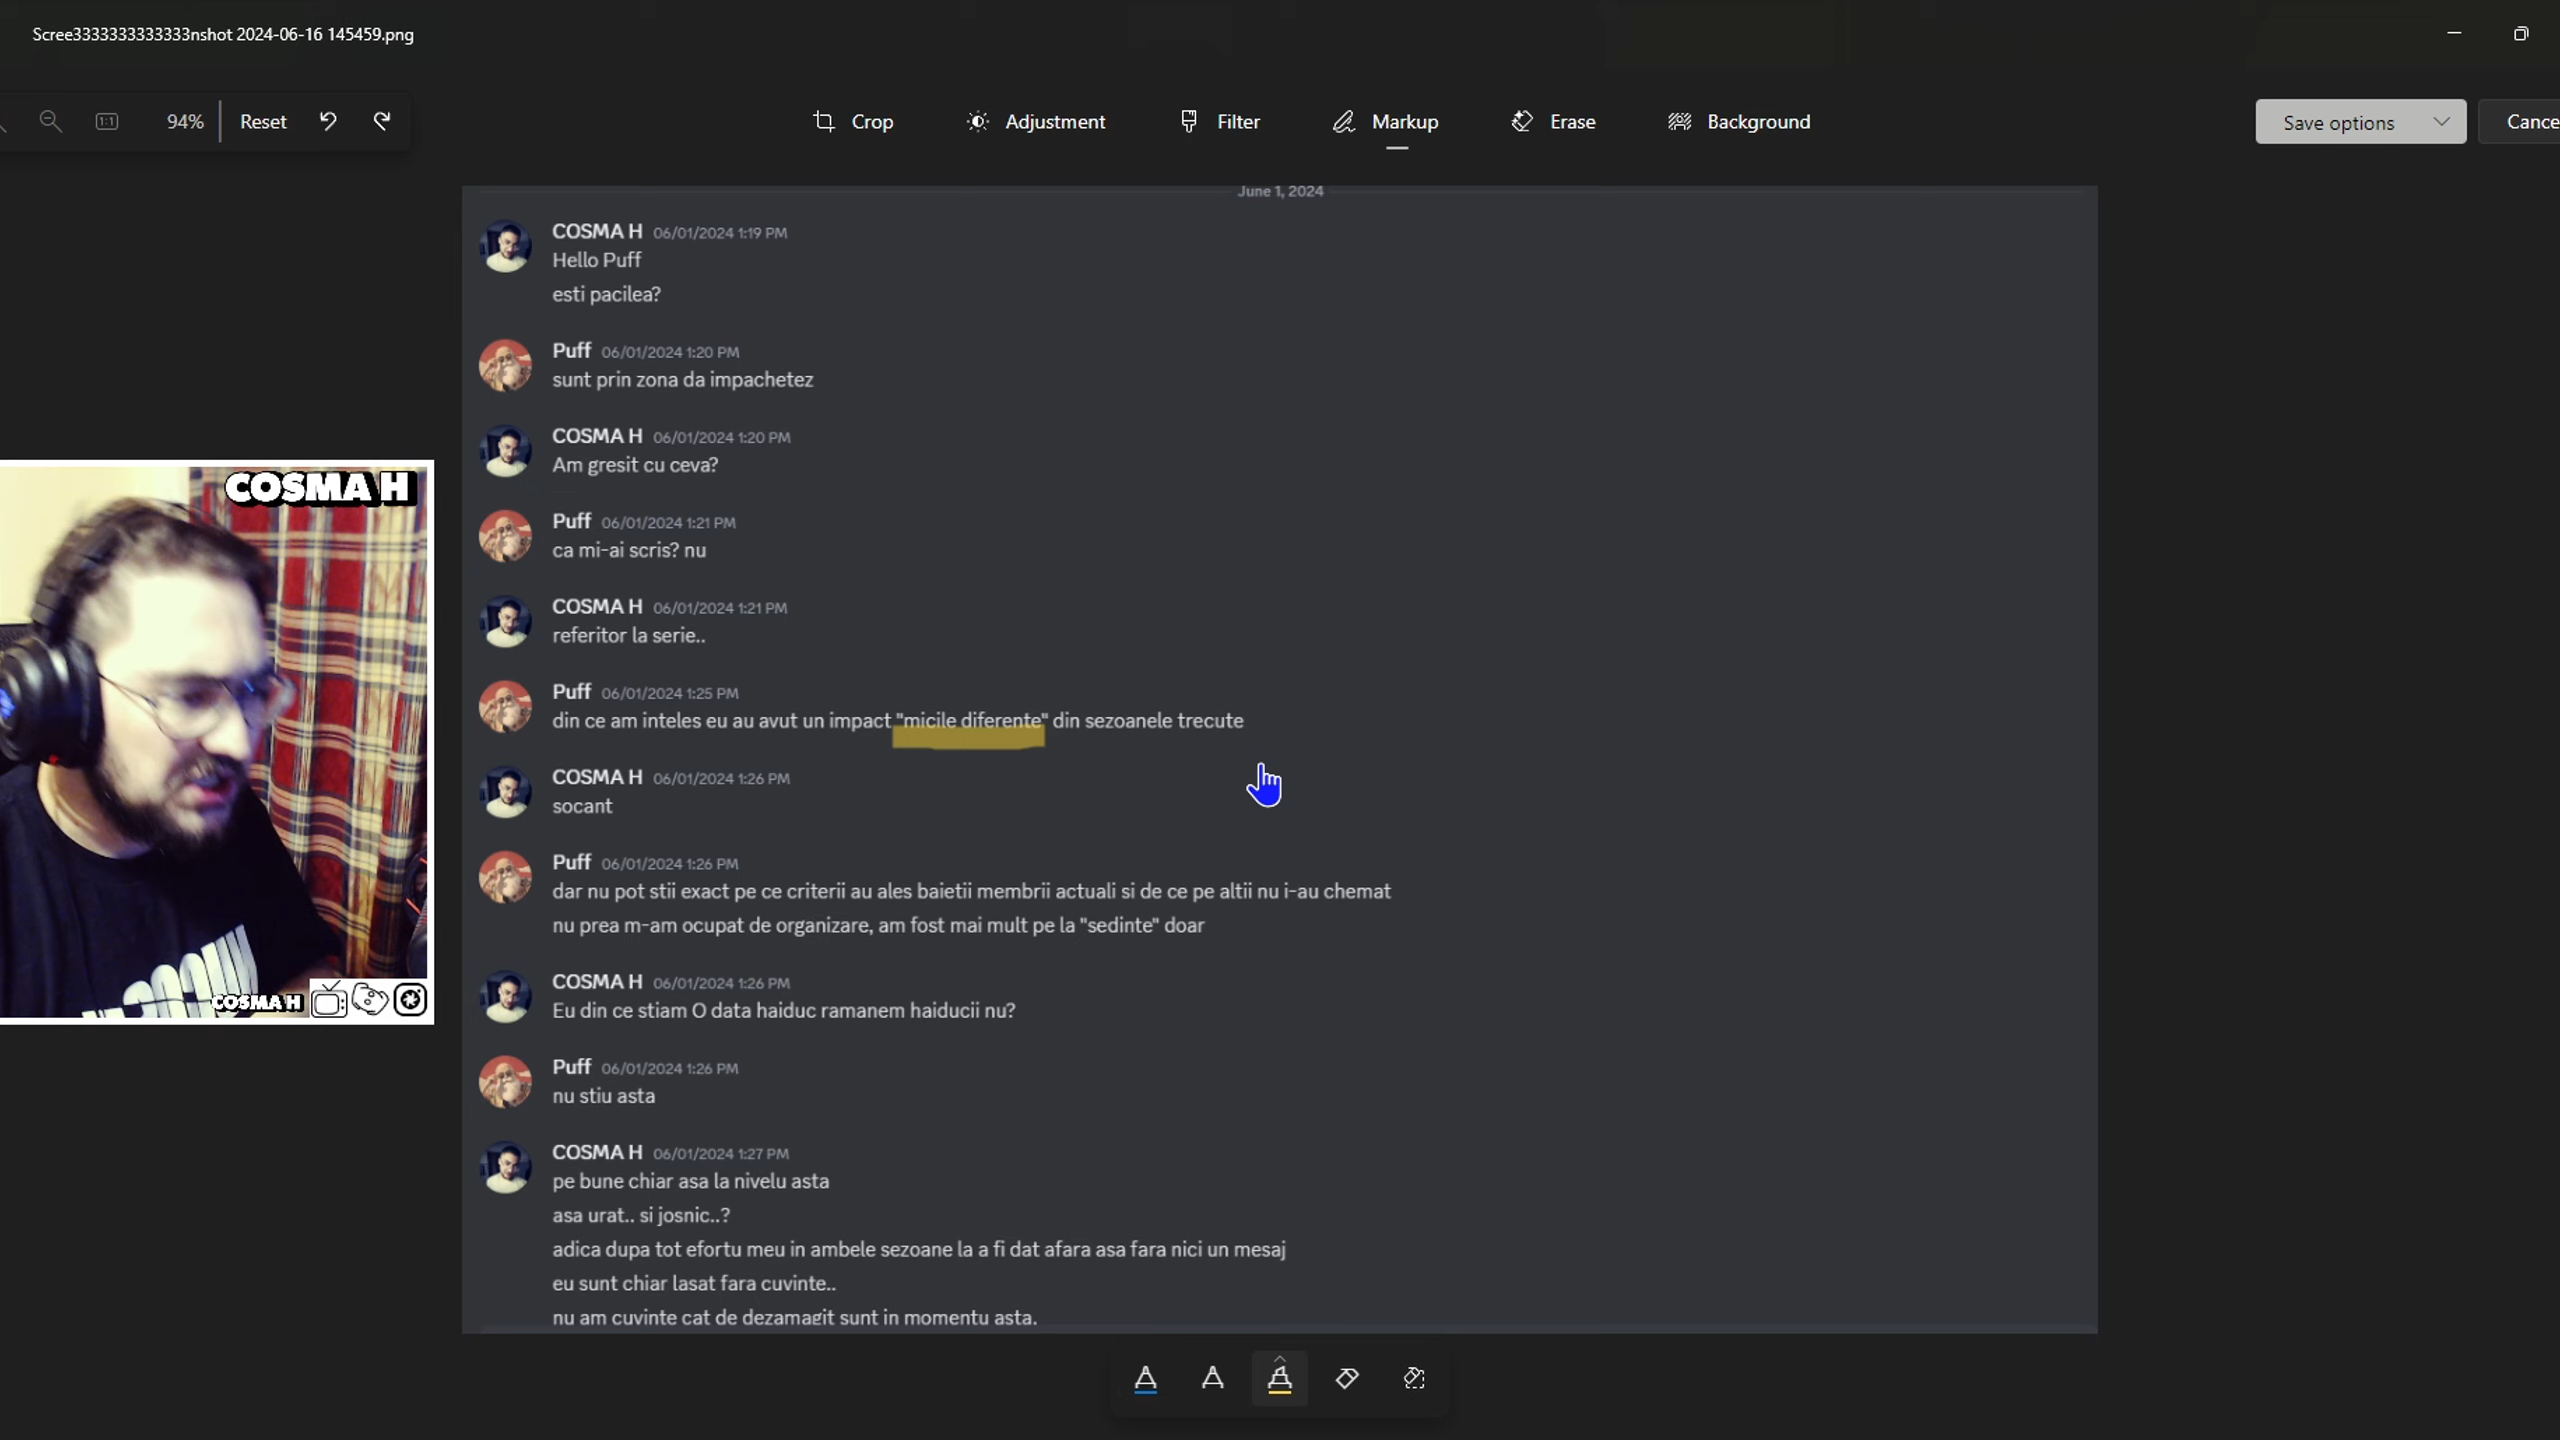 Scree3333333333333nshot 2024-06-16 145459.png
94% Reset
Crop Adjustment Filter Markup Erase Background
Save options
Cance
June 1, 2024
COSMA H 06/01/2024 1:19 PM
Hello Puff
esti pacilea?
Puff 06/01/2024 1:20 PM
sunt prin zona da impachetez
COSMA H 06/01/2024 1:20 PM
Am gresit cu ceva?
Puff 06/01/2024 1:21 PM
ca mi-ai scris? nu
COSMA H 06/01/2024 1:21 PM
referitor la serie..
Puff 06/01/2024 1:25 PM
din ce am inteles eu au avut un impact "micile diferente" din sezoanele trecute
COSMA H 06/01/2024 1:26 PM
socant
Puff 06/01/2024 1:26 PM
dar nu pot stii exact pe ce criterii au ales baietii membrii actuali si de ce pe altii nu i-au chemat
nu prea m-am ocupat de organizare, am fost mai mult pe la "sedinte" doar
COSMA H 06/01/2024 1:26 PM
Eu din ce stiam O data haiduc ramanem haiducii nu?
Puff 06/01/2024 1:26 PM
nu stiu asta
COSMA H 06/01/2024 1:27 PM
pe bune chiar asa la nivelu asta
asa urat.. si josnic..?
adica dupa tot efortu meu in ambele sezoane la a fi dat afara asa fara nici un mesaj
eu sunt chiar lasat fara cuvinte..
nu am cuvinte cat de dezamagit sunt in momentu asta.
COSMA H
COSMA H